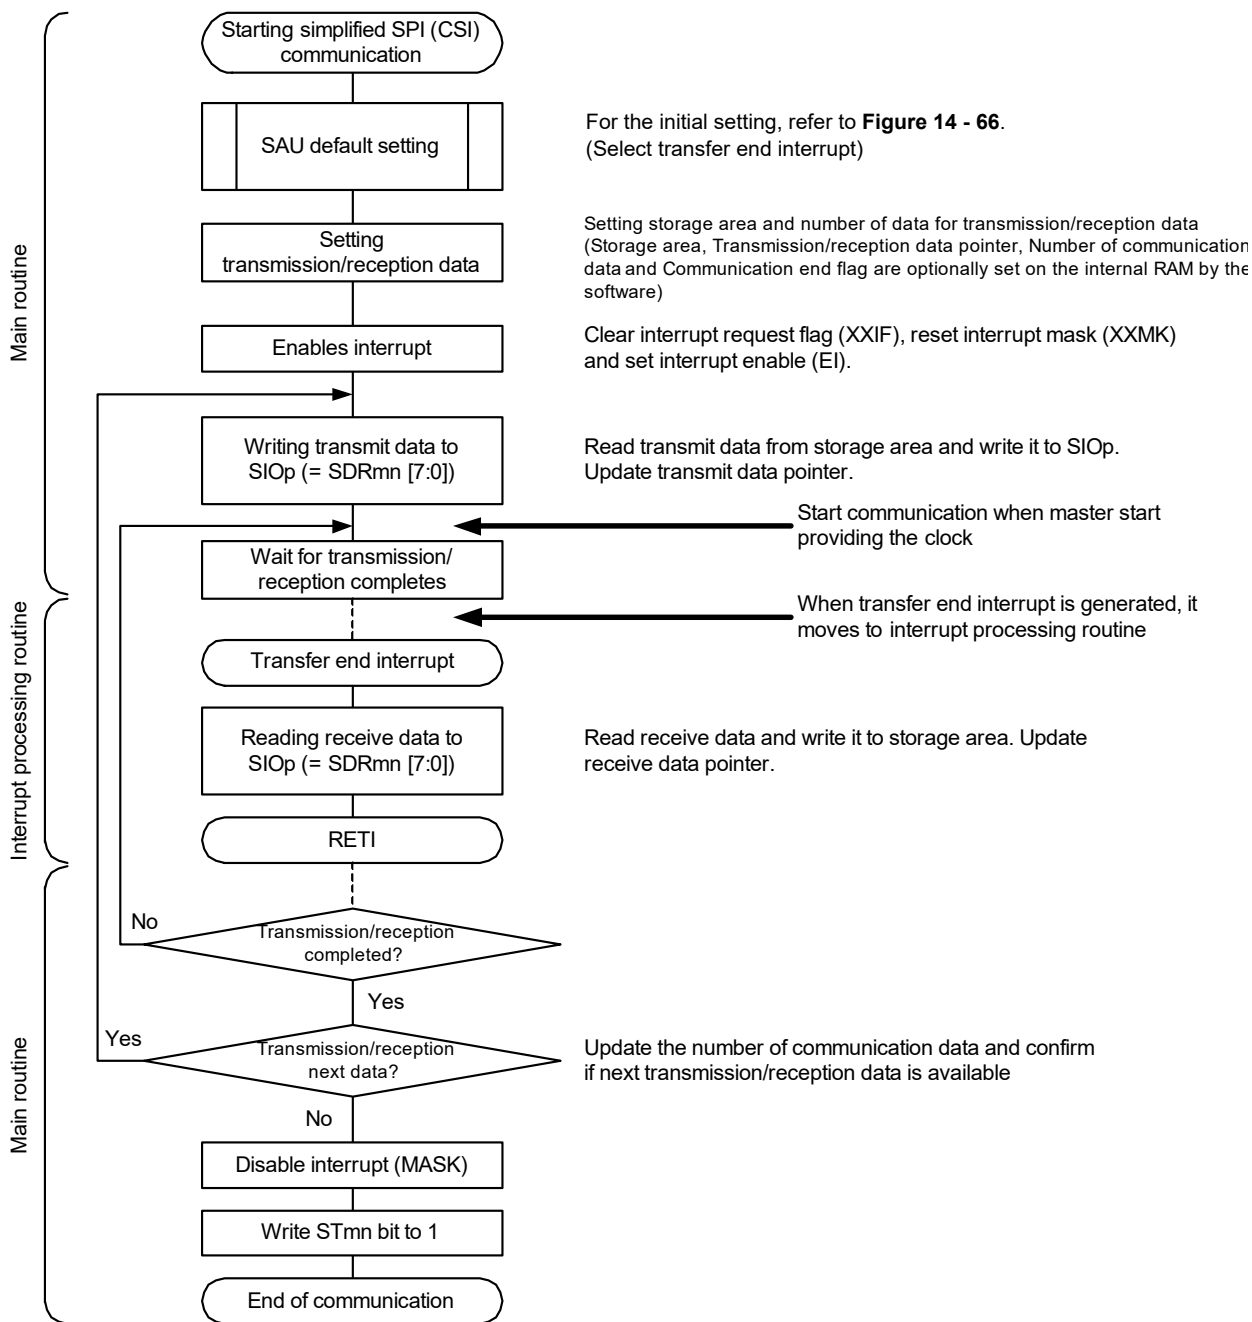 Starting simplified SPI (CSI)
communication
SAU default setting
For the initial setting, refer to Figure 14 - 66.
(Select transfer end interrupt)
Setting
transmission/reception data
Setting storage area and number of data for transmission/reception data
(Storage area, Transmission/reception data pointer, Number of communication
data and Communication end flag are optionally set on the internal RAM by the
software)
Main routine
Enables interrupt
Clear interrupt request flag (XXIF), reset interrupt mask (XXMK)
and set interrupt enable (EI).
Writing transmit data to
SIOp (= SDRmn [7:0])
Read transmit data from storage area and write it to SIOp.
Update transmit data pointer.
Start communication when master start
providing the clock
Wait for transmission/
reception completes
When transfer end interrupt is generated, it
moves to interrupt processing routine
Interrupt processing routine
Transfer end interrupt
Reading receive data to
SIOp (= SDRmn [7:0])
Read receive data and write it to storage area. Update
receive data pointer.
RETI
No
Transmission/reception
completed?
Yes
Yes
Transmission/reception
next data?
Update the number of communication data and confirm
if next transmission/reception data is available
No
Main routine
Disable interrupt (MASK)
Write STmn bit to 1
End of communication